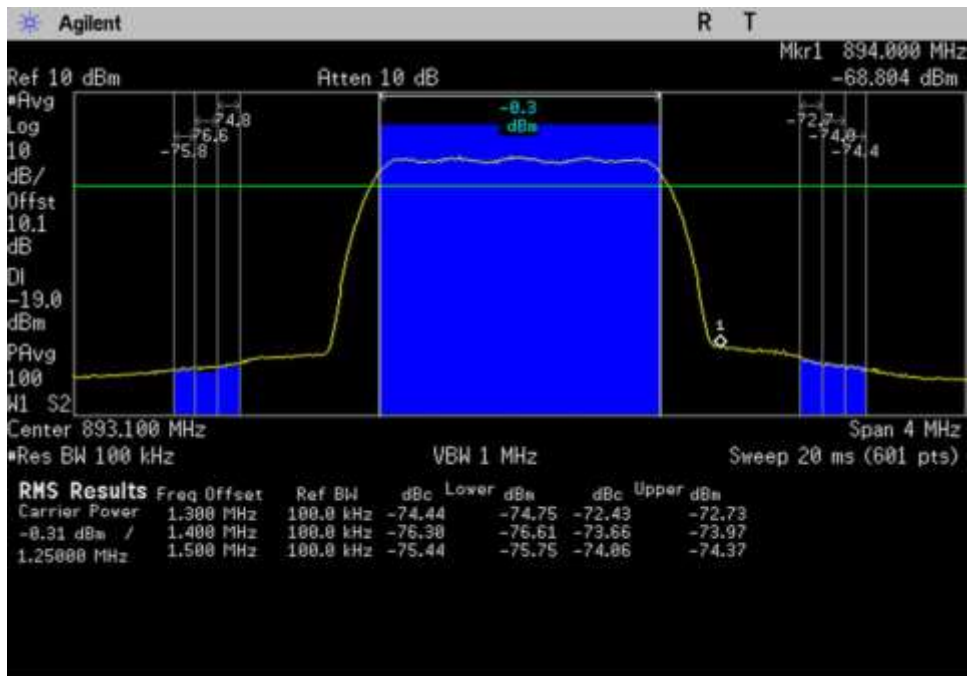 Agilent R T
Mkr1 894.000 MHz
Ref 10 dBm Atten 10 dB -68.804 dBm
#Avg
Log
10
dB/
Offst
10.1
dB
DI
-19.0
dBm
PAvg
100
W1 S2
-0.3
dBm
-74.8
-76.6
-75.8
-72.7
-74.0
-74.4
1
Center 893.100 MHz Span 4 MHz
#Res BW 100 kHz VBW 1 MHz Sweep 20 ms (601 pts)
RMS Results Freq Offset Ref BW dBc Lower dBm dBc Upper dBm
Carrier Power 1.300 MHz 100.0 kHz -74.44 -74.75 -72.43 -72.73
-0.31 dBm / 1.400 MHz 100.0 kHz -76.30 -76.61 -73.66 -73.97
1.25000 MHz 1.500 MHz 100.0 kHz -75.44 -75.75 -74.06 -74.37